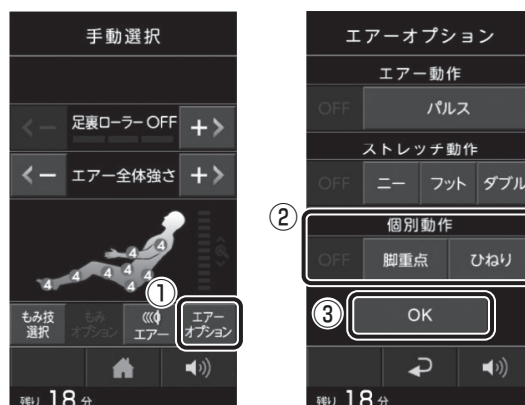 手動選択
足裏ローラー OFF
エアー全体強さ
4
4
4
4
4
4
4
①
もみ技
選択
もみ
オプション
エアー
エアー
オプション
残り 18 分
エアーオプション
エアー動作
OFF パルス
ストレッチ動作
OFF ニー フット ダブル
②
個別動作
OFF 脚重点 ひねり
③
OK
残り 18 分